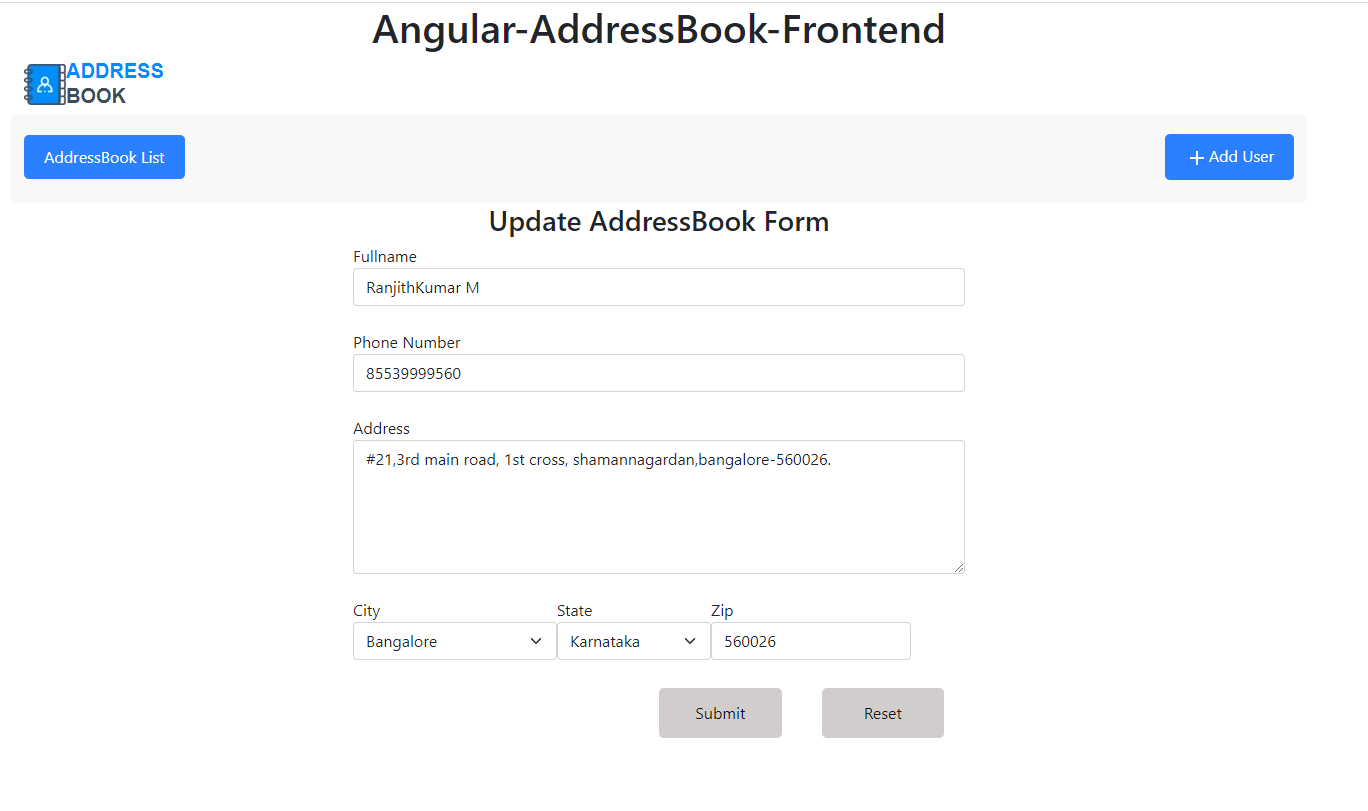 Angular-AddressBook-Frontend
ADDRESS
BOOK
AddressBook List
+ Add User
Update AddressBook Form
Fullname
RanjithKumar M
Phone Number
85539999560
Address
#21,3rd main road, 1st cross, shamannagardan,bangalore-560026.
City State Zip
Bangalore Karnataka 560026
Submit Reset